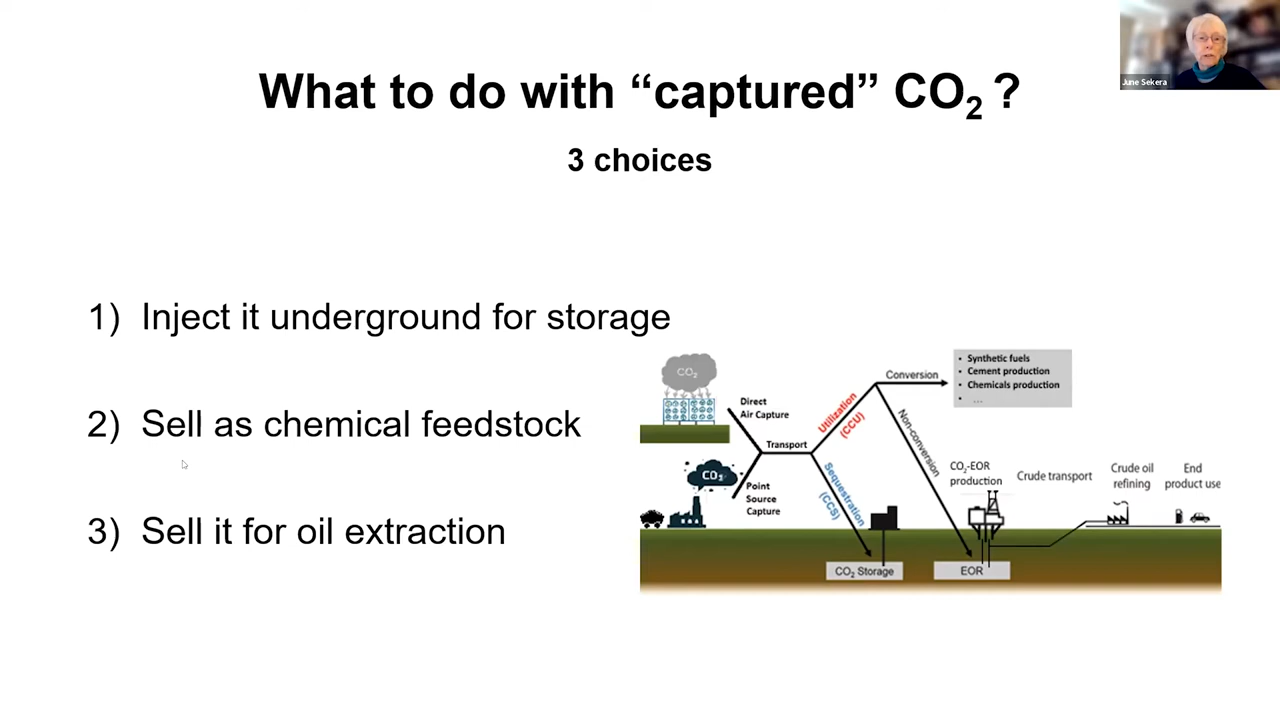 What to do with “captured” CO2 ?
3 choices
June Sekera
1) Inject it underground for storage
2) Sell as chemical feedstock
3) Sell it for oil extraction
CO2
Direct
Air Capture
Transport
CO2
Point
Source
Capture
Utilization
(CCU)
Sequestration
(CCS)
Conversion
Non-conversion
• Synthetic fuels
• Cement production
• Chemicals production
• ...
CO2-EOR
production
Crude transport
Crude oil
refining
End
product use
CO2 Storage
EOR